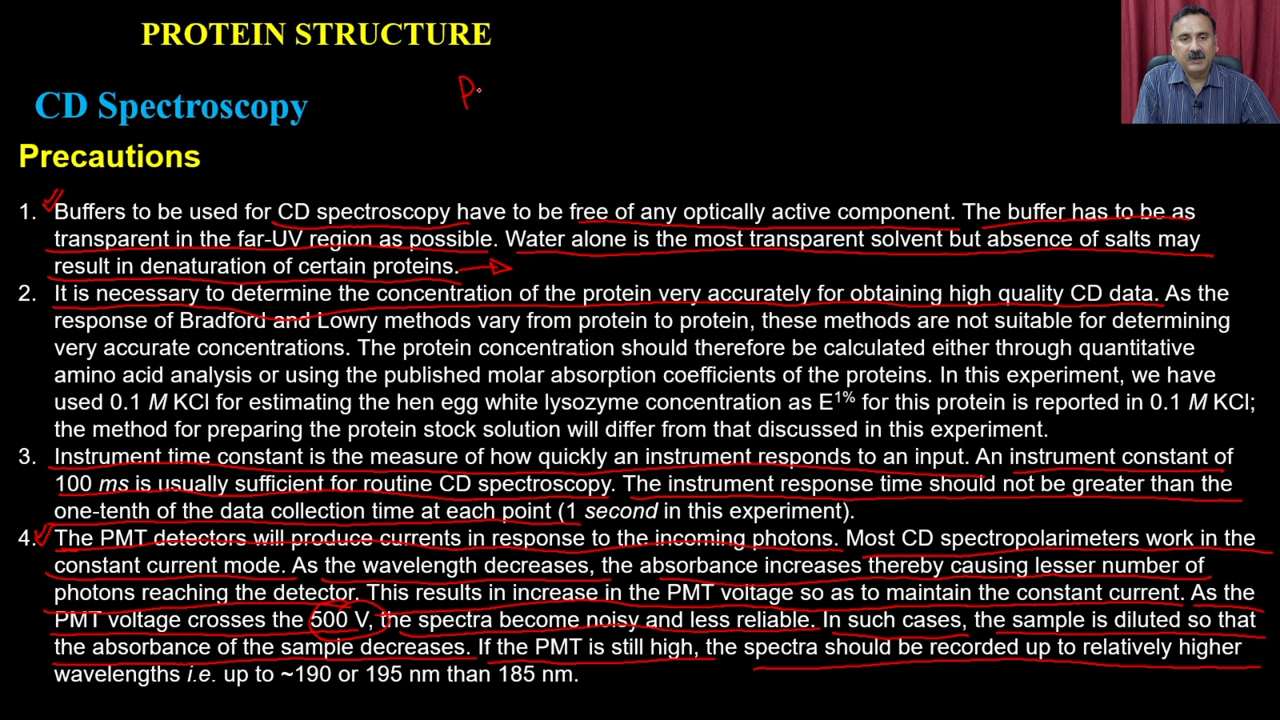 PROTEIN STRUCTURE
P
CD Spectroscopy
Precautions
1. Buffers to be used for CD spectroscopy have to be free of any optically active component. The buffer has to be as
transparent in the far-UV region as possible. Water alone is the most transparent solvent but absence of salts may
result in denaturation of certain proteins.
2. It is necessary to determine the concentration of the protein very accurately for obtaining high quality CD data. As the
response of Bradford and Lowry methods vary from protein to protein, these methods are not suitable for determining
very accurate concentrations. The protein concentration should therefore be calculated either through quantitative
amino acid analysis or using the published molar absorption coefficients of the proteins. In this experiment, we have
used 0.1 M KCl for estimating the hen egg white lysozyme concentration as E1% for this protein is reported in 0.1 M KCl;
the method for preparing the protein stock solution will differ from that discussed in this experiment.
3. Instrument time constant is the measure of how quickly an instrument responds to an input. An instrument constant of
100 ms is usually sufficient for routine CD spectroscopy. The instrument response time should not be greater than the
one-tenth of the data collection time at each point (1 second in this experiment).
4. The PMT detectors will produce currents in response to the incoming photons. Most CD spectropolarimeters work in the
constant current mode. As the wavelength decreases, the absorbance increases thereby causing lesser number of
photons reaching the detector. This results in increase in the PMT voltage so as to maintain the constant current. As the
PMT voltage crosses the 500 V, the spectra become noisy and less reliable. In such cases, the sample is diluted so that
the absorbance of the sample decreases. If the PMT is still high, the spectra should be recorded up to relatively higher
wavelengths i.e. up to ~190 or 195 nm than 185 nm.